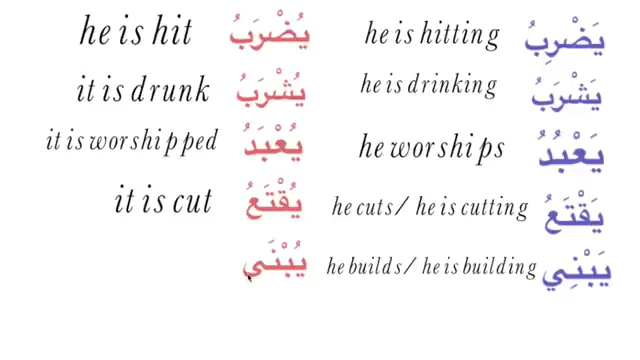 he is hit يُضْرَبُ he is hitting يَضْرِبُ
it is drunk يُشْرَبُ he is drinking يَشْرَبُ
it is worshipped يُعْبَدُ he worships يَعْبُدُ
it is cut يُقْتَعُ he cuts/ he is cutting يَقْتَعُ
يُبْنَي he builds/ he is building يَبْنِي